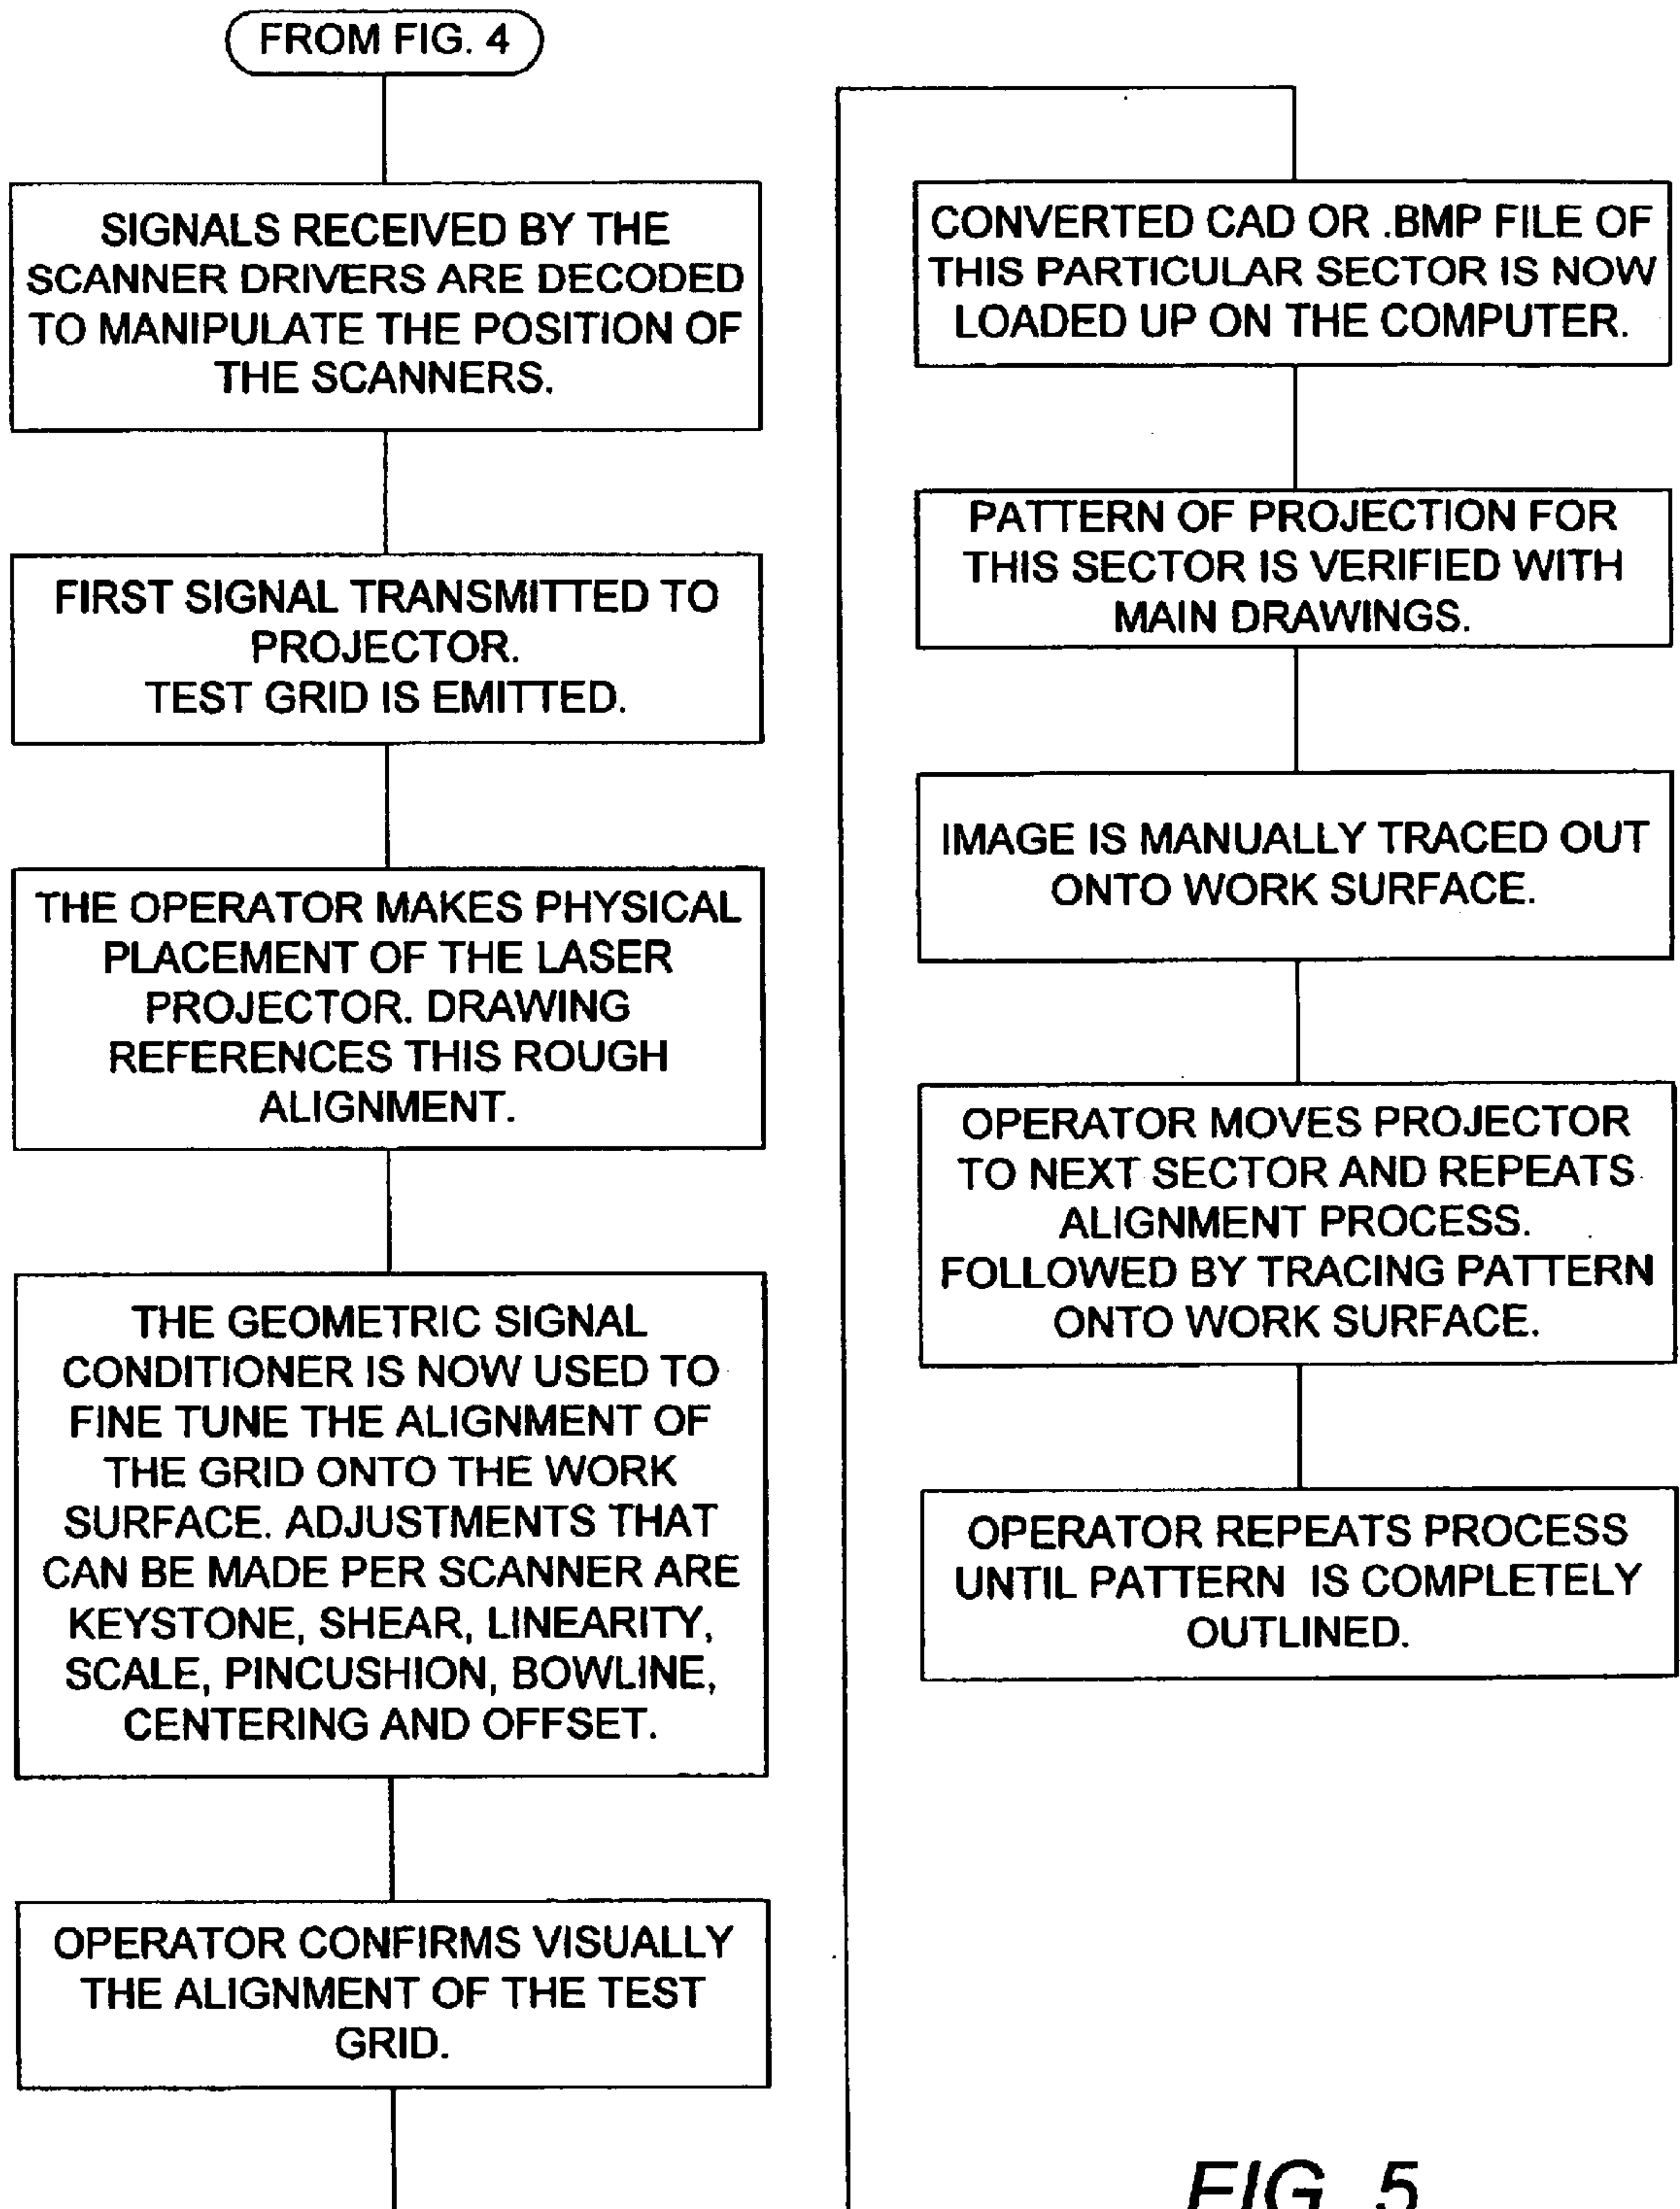 FROM FIG. 4
SIGNALS RECEIVED BY THE
SCANNER DRIVERS ARE DECODED
TO MANIPULATE THE POSITION OF
THE SCANNERS.
FIRST SIGNAL TRANSMITTED TO
PROJECTOR.
TEST GRID IS EMITTED.
THE OPERATOR MAKES PHYSICAL
PLACEMENT OF THE LASER
PROJECTOR. DRAWING
REFERENCES THIS ROUGH
ALIGNMENT.
THE GEOMETRIC SIGNAL
CONDITIONER IS NOW USED TO
FINE TUNE THE ALIGNMENT OF
THE GRID ONTO THE WORK
SURFACE. ADJUSTMENTS THAT
CAN BE MADE PER SCANNER ARE
KEYSTONE, SHEAR, LINEARITY,
SCALE, PINCUSHION, BOWLINE,
CENTERING AND OFFSET.
OPERATOR CONFIRMS VISUALLY
THE ALIGNMENT OF THE TEST
GRID.
CONVERTED CAD OR .BMP FILE OF
THIS PARTICULAR SECTOR IS NOW
LOADED UP ON THE COMPUTER.
PATTERN OF PROJECTION FOR
THIS SECTOR IS VERIFIED WITH
MAIN DRAWINGS.
IMAGE IS MANUALLY TRACED OUT
ONTO WORK SURFACE.
OPERATOR MOVES PROJECTOR
TO NEXT SECTOR AND REPEATS
ALIGNMENT PROCESS.
FOLLOWED BY TRACING PATTERN
ONTO WORK SURFACE.
OPERATOR REPEATS PROCESS
UNTIL PATTERN IS COMPLETELY
OUTLINED.
FIG. 5